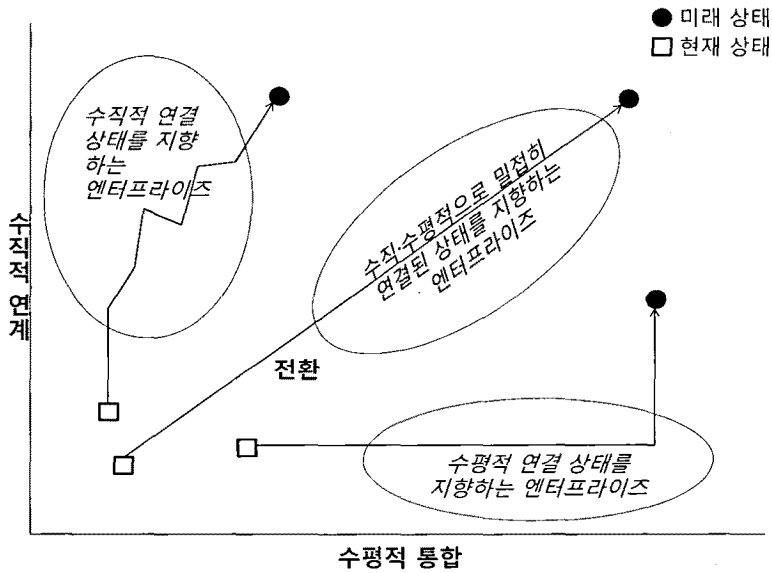 미래 상태
현재 상태
수직적 연결
상태를 지향
하는
엔터프라이즈
수직·수평적으로 밀접히
연결된 상태를 지향하는
엔터프라이즈
수직적 연계
전환
수평적 연결 상태를
지향하는 엔터프라이즈
수평적 통합